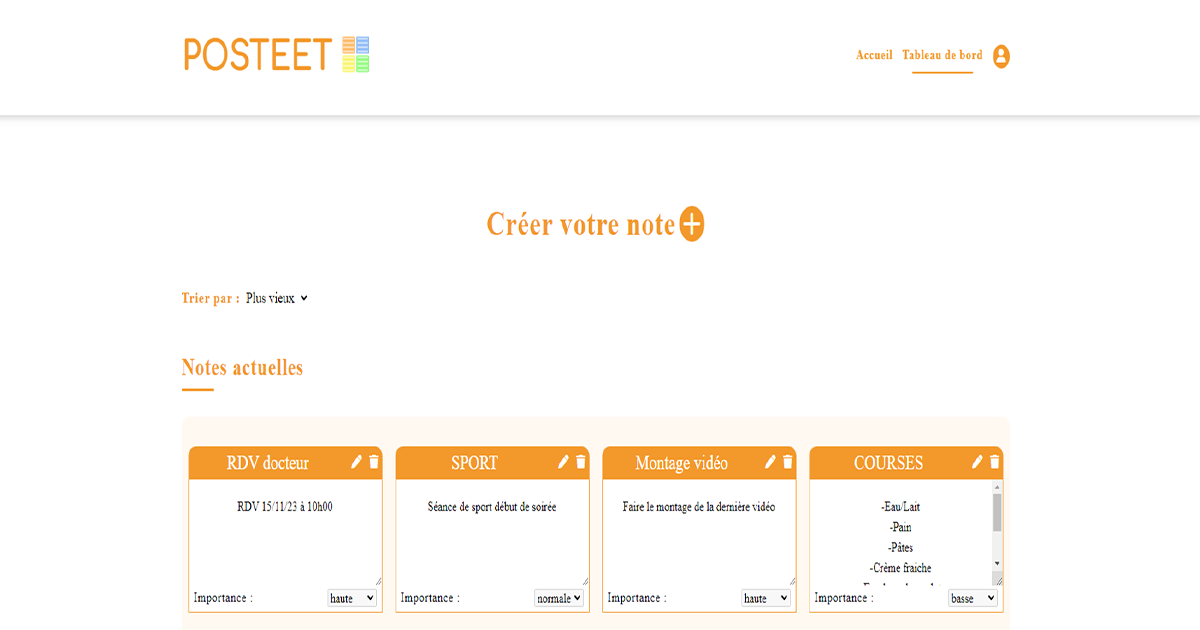 POSTEET
Accueil Tableau de bord
Créer votre note
Trier par : Plus vieux
Notes actuelles
RDV docteur
RDV 15/11/23 à 10h00
Importance : haute
SPORT
Séance de sport début de soirée
Importance : normale
Montage vidéo
Faire le montage de la dernière vidéo
Importance : haute
COURSES
-Eau/Lait
-Pain
-Pâtes
-Crème fraiche
Importance : basse